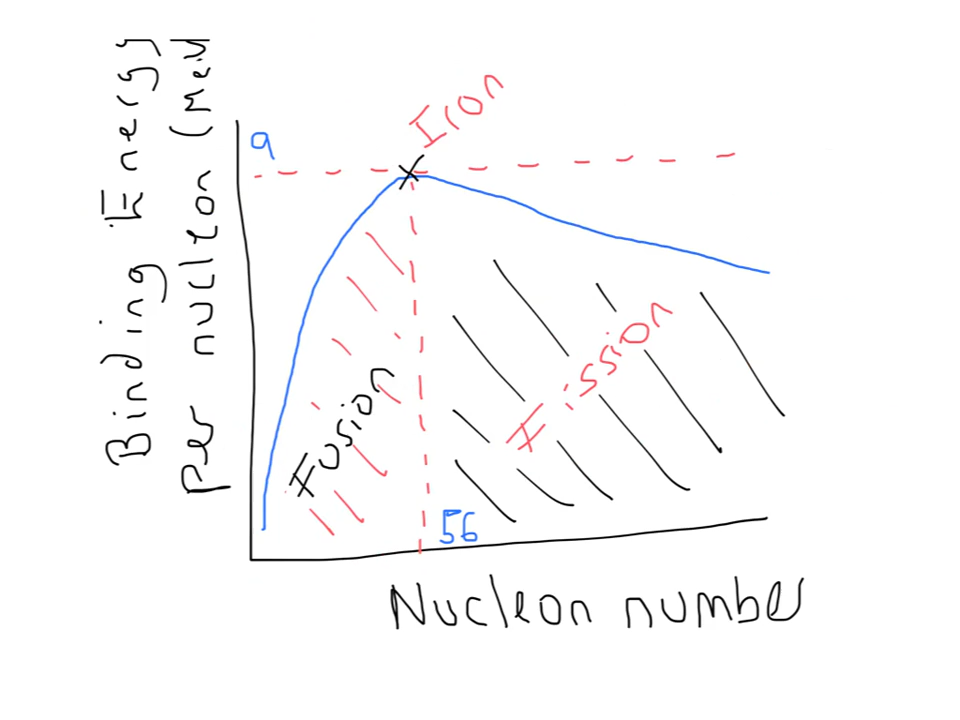 Binding Energy
per nucleon (MeV
9
Iron
Fusion
Fission
56
Nucleon number